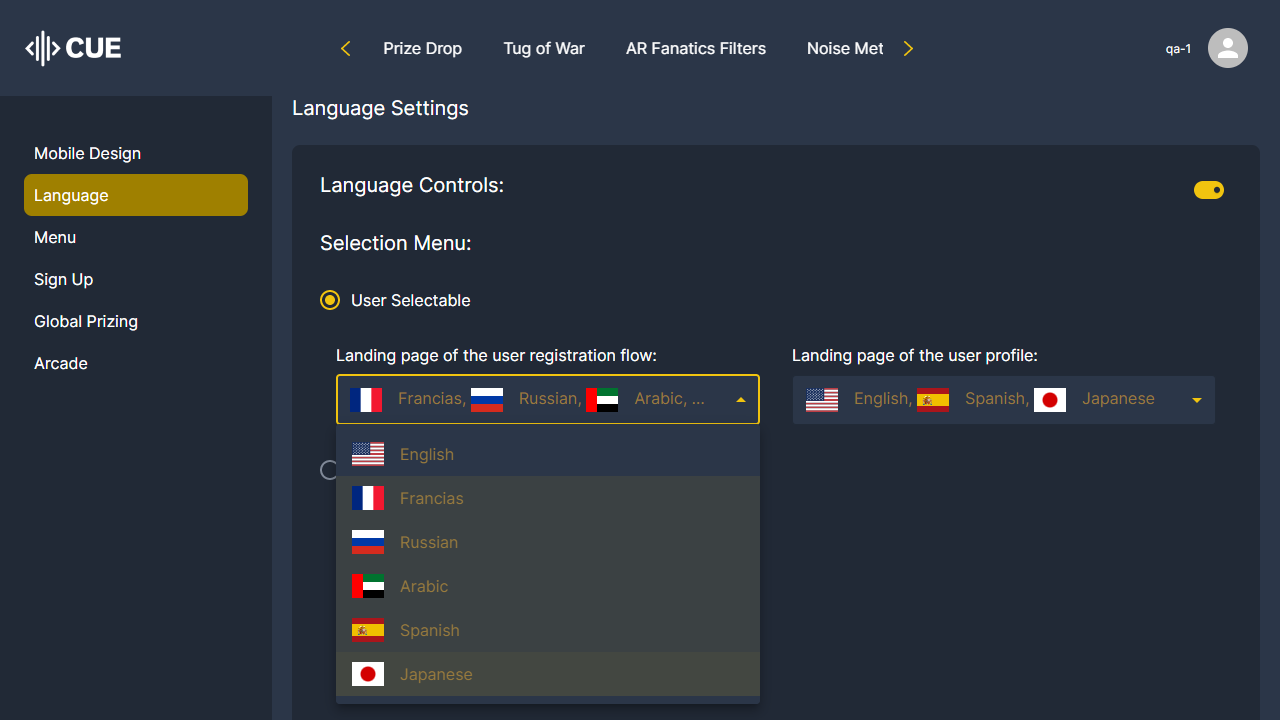 CUE
Prize Drop
Tug of War
AR Fanatics Filters
Noise Met
qa-1
Mobile Design
Language
Menu
Sign Up
Global Prizing
Arcade
Language Settings
Language Controls:
Selection Menu:
User Selectable
Landing page of the user registration flow:
Francias, Russian, Arabic, ...
English
Francias
Russian
Arabic
Spanish
Japanese
Landing page of the user profile:
English, Spanish, Japanese